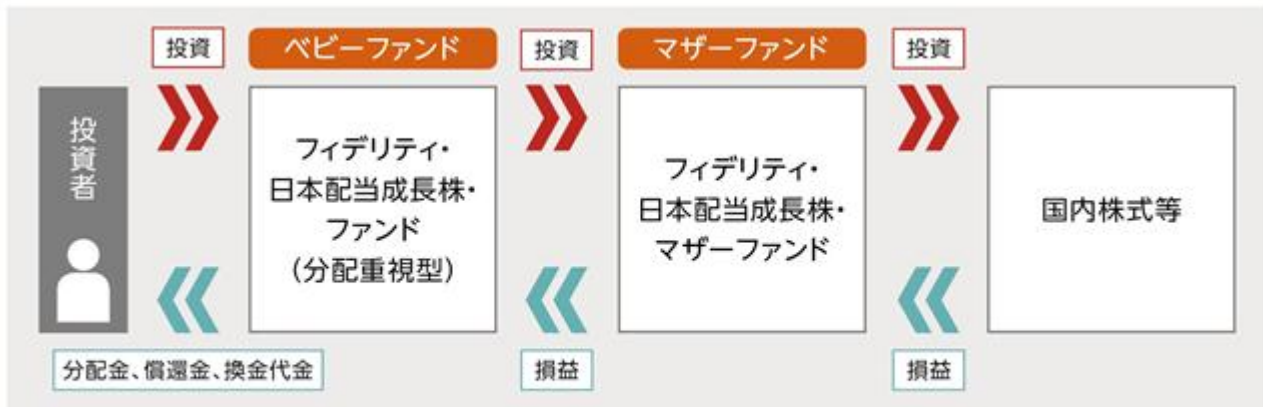 投資
ベビーファンド
投資
マザーファンド
投資
投資者
フィデリティ・
日本配当成長株・
ファンド
（分配重視型）
フィデリティ・
日本配当成長株・
マザーファンド
国内株式等
分配金、償還金、換金代金
損益
損益